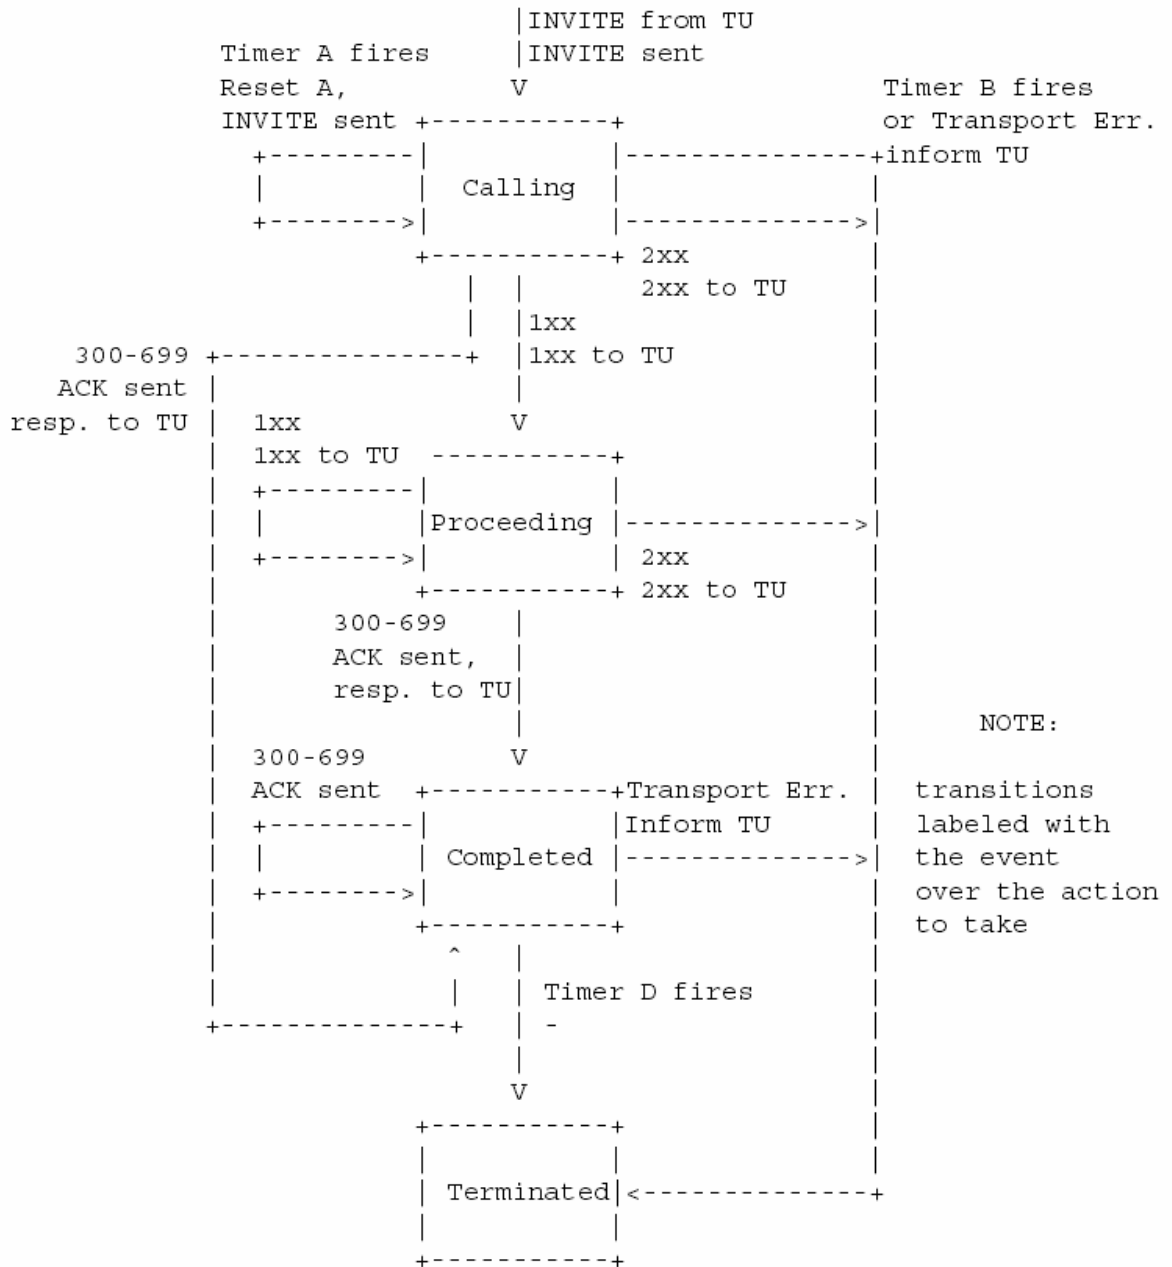 INVITE from TU
Timer A fires INVITE sent
Reset A, V Timer B fires
INVITE sent or Transport Err.
inform TU
Calling
2xx
2xx to TU
1xx
300-699 1xx to TU
ACK sent
resp. to TU 1xx V
1xx to TU
Proceeding
2xx
2xx to TU
300-699
ACK sent,
resp. to TU
NOTE:
300-699 V
ACK sent Transport Err. transitions
Inform TU labeled with
Completed the event
over the action
to take
Timer D fires
-
V
Terminated